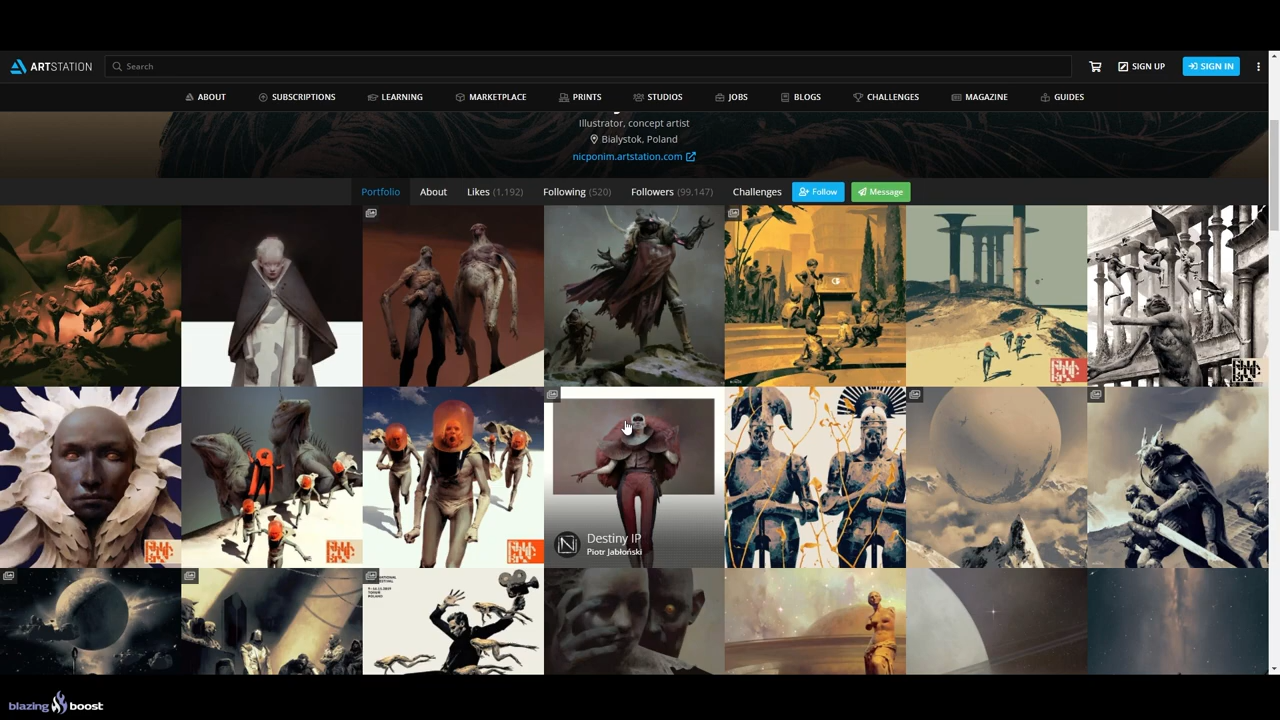 ARTSTATION
Search
SIGN UP
SIGN IN
ABOUT
SUBSCRIPTIONS
LEARNING
MARKETPLACE
PRINTS
STUDIOS
JOBS
BLOGS
CHALLENGES
MAGAZINE
GUIDES
Illustrator, concept artist
Bialystok, Poland
nicponim.artstation.com
Portfolio
About
Likes (1,192)
Following (520)
Followers (99,147)
Challenges
Follow
Message
Destiny IP
Piotr Jabłoński
blazing boost